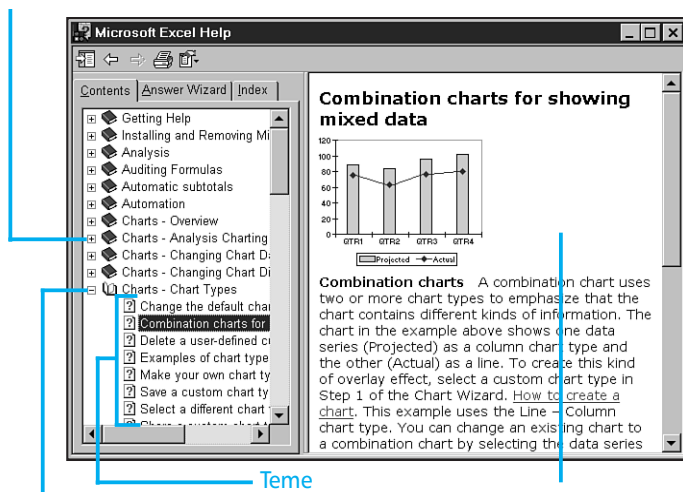 Microsoft Excel Help
Contents Answer Wizard Index
Getting Help
Installing and Removing Mi
Analysis
Auditing Formulas
Automatic subtotals
Automation
Charts - Overview
Charts - Analysis Charting
Charts - Changing Chart D
Charts - Changing Chart Di
Charts - Chart Types
Change the default char
Combination charts for
Delete a user-defined c
Examples of chart type
Make your own chart ty
Save a custom chart ty
Select a different chart
Teme
Combination charts for showing
mixed data
120
100
80
60
40
20
0
QTR1 QTR2 QTR3 QTR4
Projected Actual
Combination charts A combination chart uses
two or more chart types to emphasize that the
chart contains different kinds of information. The
chart in the example above shows one data
series (Projected) as a column chart type and
the other (Actual) as a line. To create this kind
of overlay effect, select a custom chart type in
Step 1 of the Chart Wizard. How to create a
chart. This example uses the Line – Column
chart type. You can change an existing chart to
a combination chart by selecting the data series